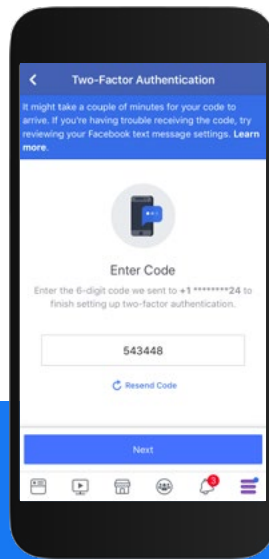 Two-Factor Authentication
It might take a couple of minutes for your code to
arrive. If you're having trouble receiving the code, try
reviewing your Facebook text message settings. Learn
more.
Enter Code
Enter the 6-digit code we sent to +1 ********24 to
finish setting up two-factor authentication.
543448
Resend Code
Next
3